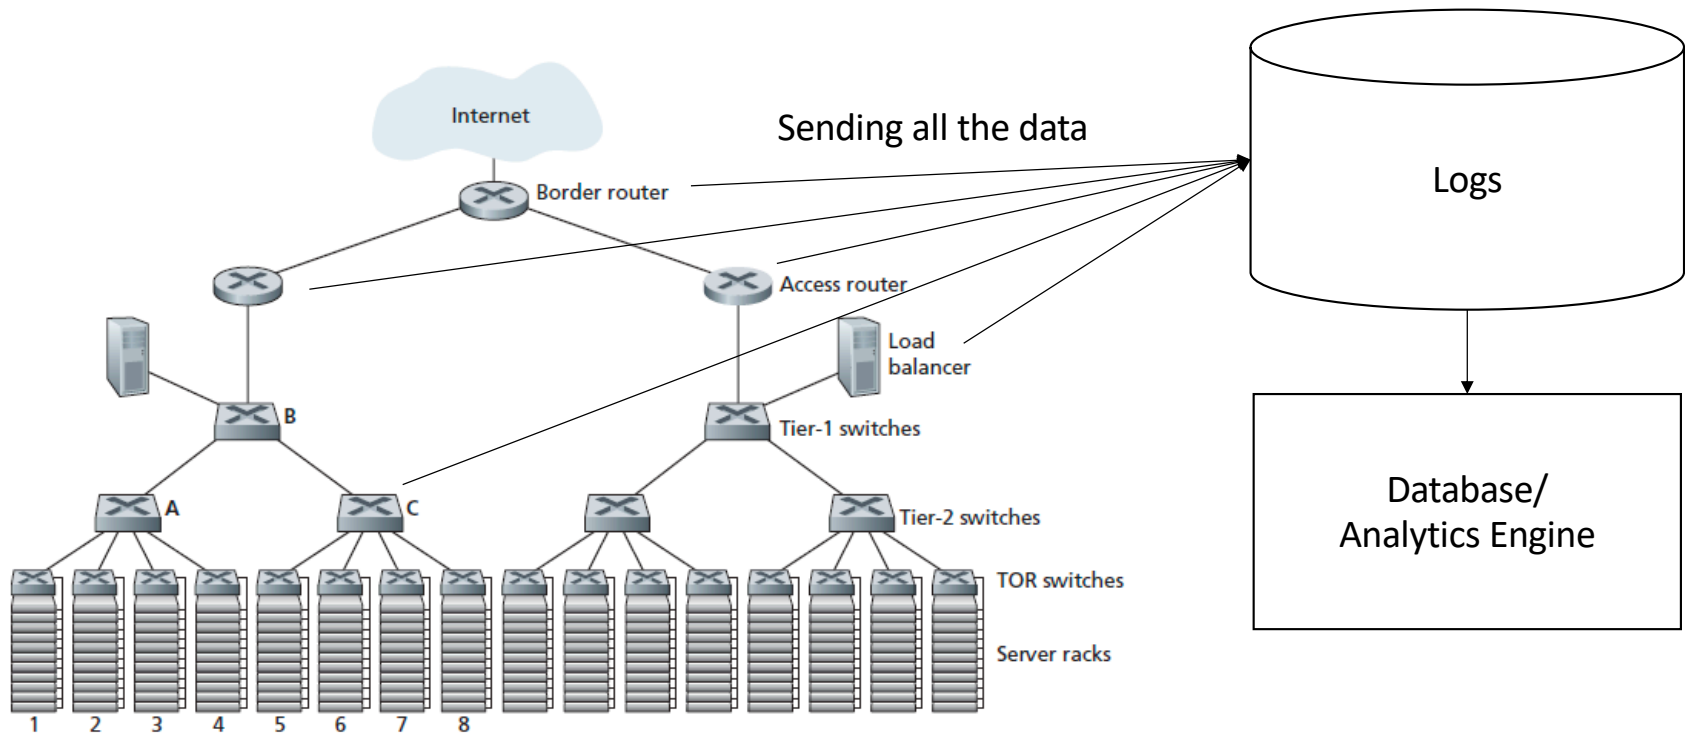 Internet
Sending all the data
Border router
Logs
Access router
Load
balancer
B
Tier-1 switches
A
C
Tier-2 switches
Database/
Analytics Engine
TOR switches
Server racks
1 2 3 4 5 6 7 8